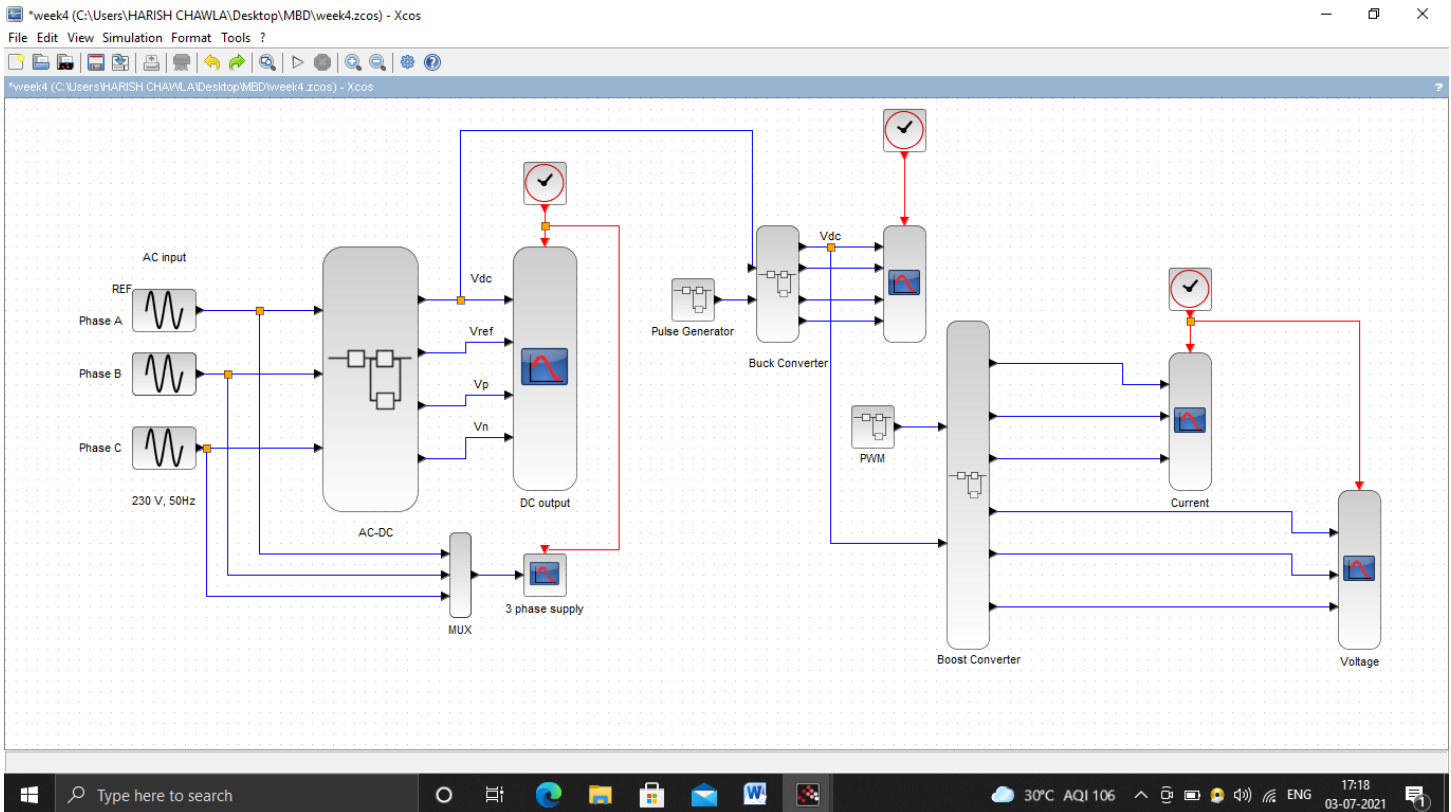 *week4 (C:\Users\HARISH CHAWLA\Desktop\MBD\week4.zcos) - Xcos
File Edit View Simulation Format Tools ?
*week4 (C:\Users\HARISH CHAWLA\Desktop\MBD\week4.zcos) - Xcos
?
AC input
REF
Phase A
Phase B
Phase C
230 V, 50Hz
AC-DC
Vdc
Vref
Vp
Vn
DC output
MUX
3 phase supply
Pulse Generator
Buck Converter
Vdc
PWM
Boost Converter
Current
Voltage
Type here to search
W
30°C AQI 106
ENG
17:18
03-07-2021
1